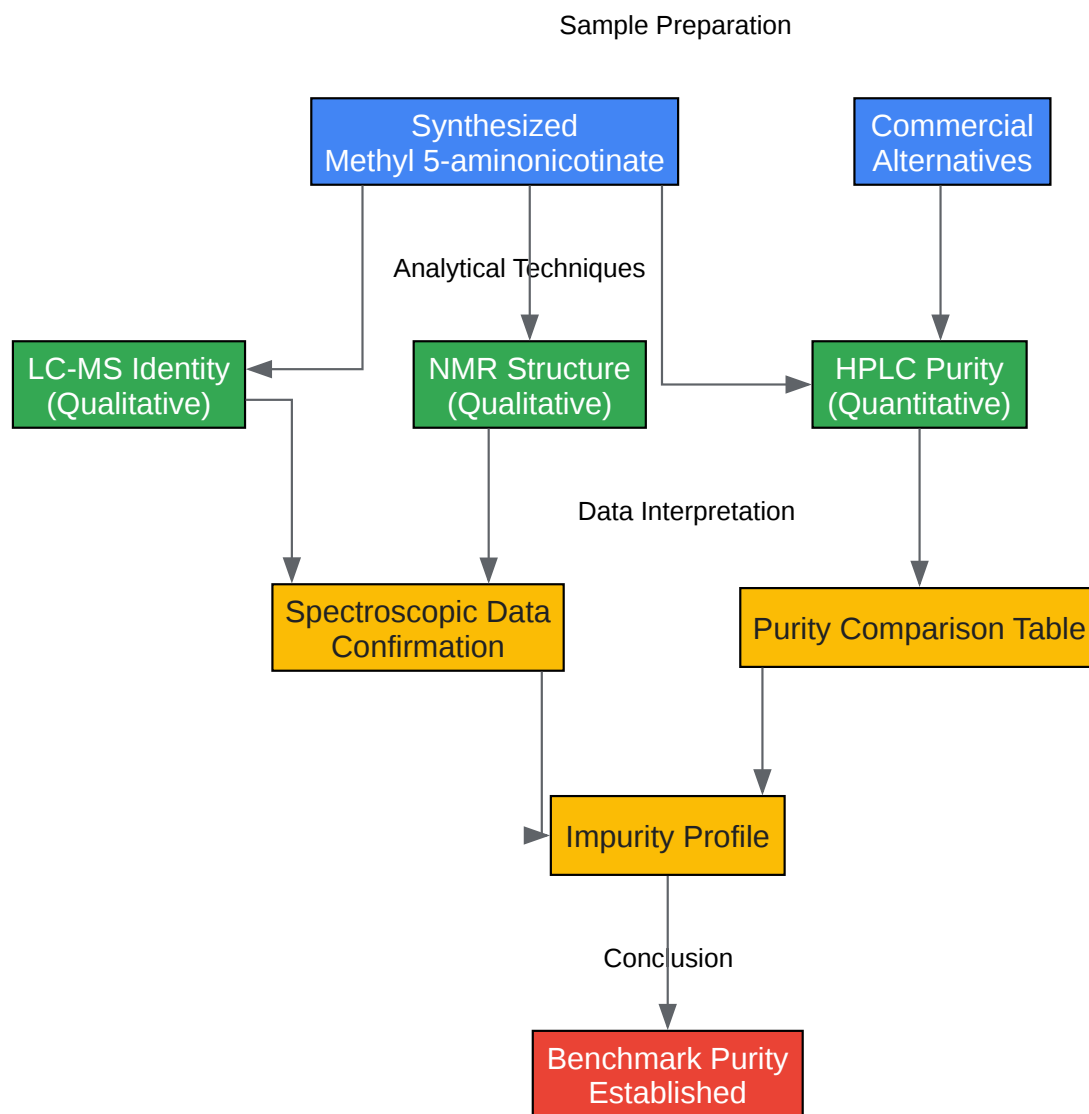 Sample Preparation
Synthesized
Methyl 5-aminonicotinate
Commercial
Alternatives
Analytical Techniques
LC-MS Identity
(Qualitative)
NMR Structure
(Qualitative)
HPLC Purity
(Quantitative)
Data Interpretation
Spectroscopic Data
Confirmation
Purity Comparison Table
Impurity Profile
Conclusion
Benchmark Purity
Established